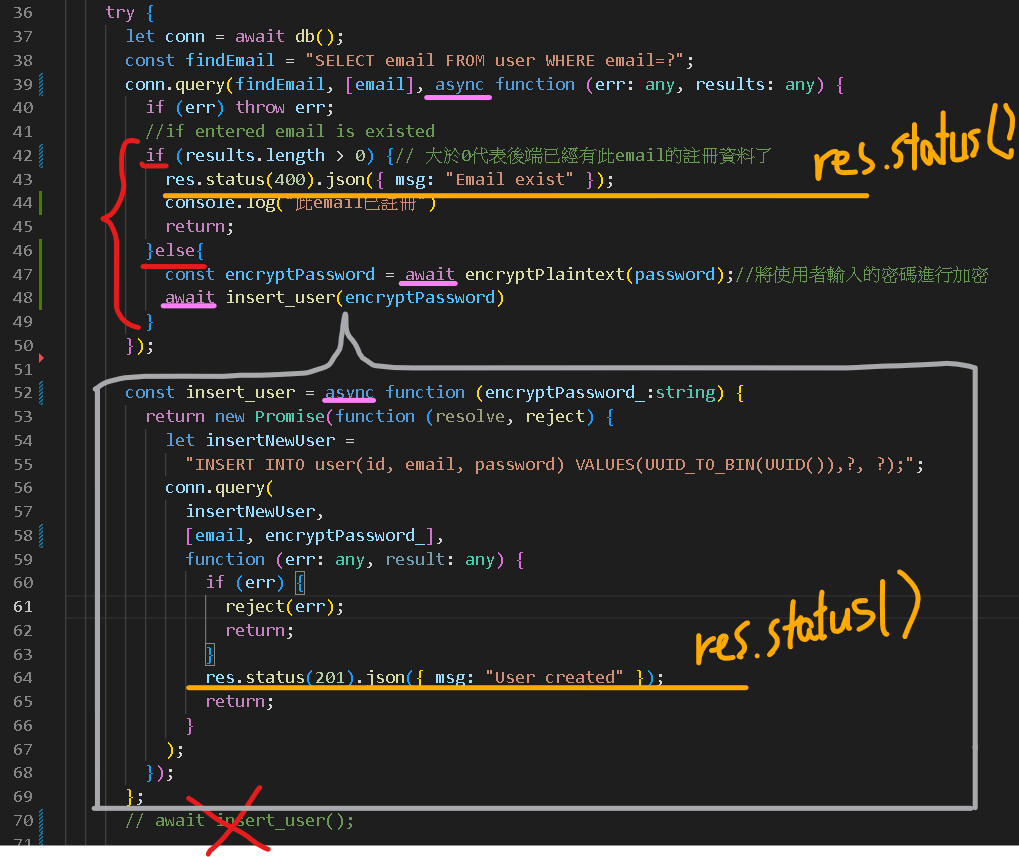 36 try {
37 let conn = await db();
38 const findEmail = "SELECT email FROM user WHERE email=?";
39 conn.query(findEmail, [email], async function (err: any, results: any) {
40 if (err) throw err;
41 //if entered email is existed
42 if (results.length > 0) {// 大於0代表後端已經有此email的註冊資料了
res.status()
43 res.status(400).json({ msg: "Email exist" });
44 console.log("此email已註冊")
45 return;
46 }else{
47 const encryptPassword = await encryptPlaintext(password);//將使用者輸入的密碼進行加密
48 await insert_user(encryptPassword)
49 }
50 });
51
52 const insert_user = async function (encryptPassword_:string) {
53 return new Promise(function (resolve, reject) {
54 let insertNewUser =
55 "INSERT INTO user(id, email, password) VALUES(UUID_TO_BIN(UUID()),?, ?);";
56 conn.query(
57 insertNewUser,
58 [email, encryptPassword_],
59 function (err: any, result: any) {
60 if (err) {
61 reject(err);
62 return;
63 }
res.status()
64 res.status(201).json({ msg: "User created" });
65 return;
66 }
67 );
68 });
69 };
70 // await insert_user();
71